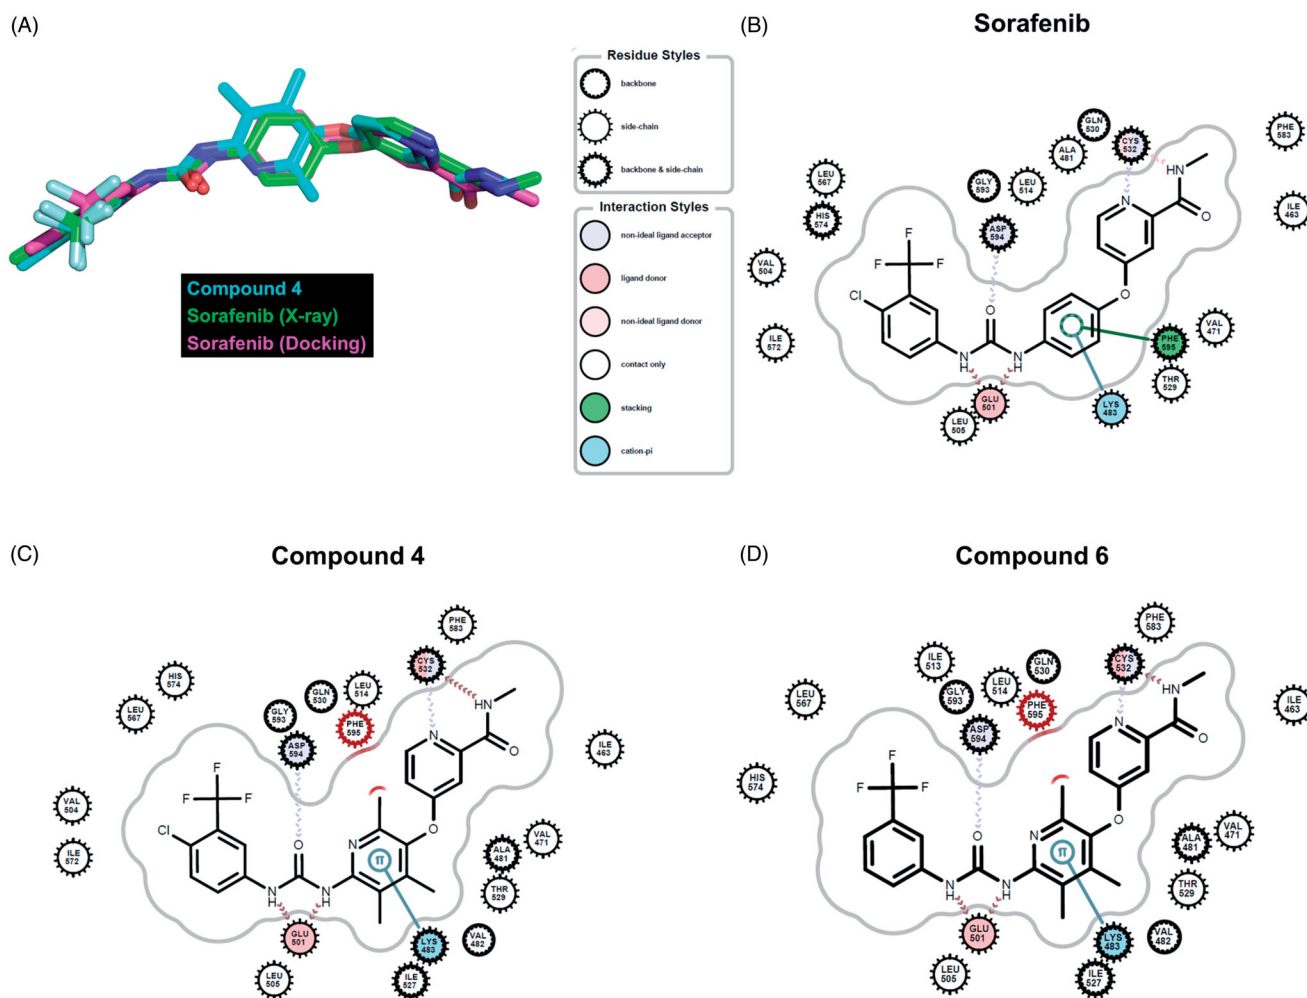 (A)
Compound 4
Sorafenib (X-ray)
Sorafenib (Docking)
Residue Styles
backbone
side-chain
backbone & side-chain
Interaction Styles
non-ideal ligand acceptor
ligand donor
non-ideal ligand donor
contact only
stacking
cation-pi
(B)
Sorafenib
GLN
530
CYS
532
PHE
583
ALA
481
LEU
567
GLY
593
LEU
514
HIS
574
ILE
463
ASP
594
VAL
504
ILE
572
VAL
471
PHE
595
THR
529
LYS
483
GLU
501
LEU
505
F
F
F
Cl
O
N
H
N
H
O
N
HN
O
(C)
Compound 4
PHE
583
CYS
532
HIS
574
LEU
514
GLN
530
GLY
593
LEU
567
PHE
595
ASP
594
ILE
463
VAL
504
ILE
572
VAL
471
ALA
481
THR
529
VAL
482
LYS
483
GLU
501
LEU
505
ILE
527
F
F
F
Cl
O
N
H
N
H
N
π
O
N
HN
O
(D)
Compound 6
PHE
583
CYS
532
ILE
513
GLN
530
LEU
514
GLY
593
LEU
567
PHE
595
ASP
594
ILE
463
HIS
574
VAL
471
ALA
481
THR
529
VAL
482
LYS
483
GLU
501
LEU
505
ILE
527
F
F
F
O
N
H
N
H
N
π
O
N
HN
O